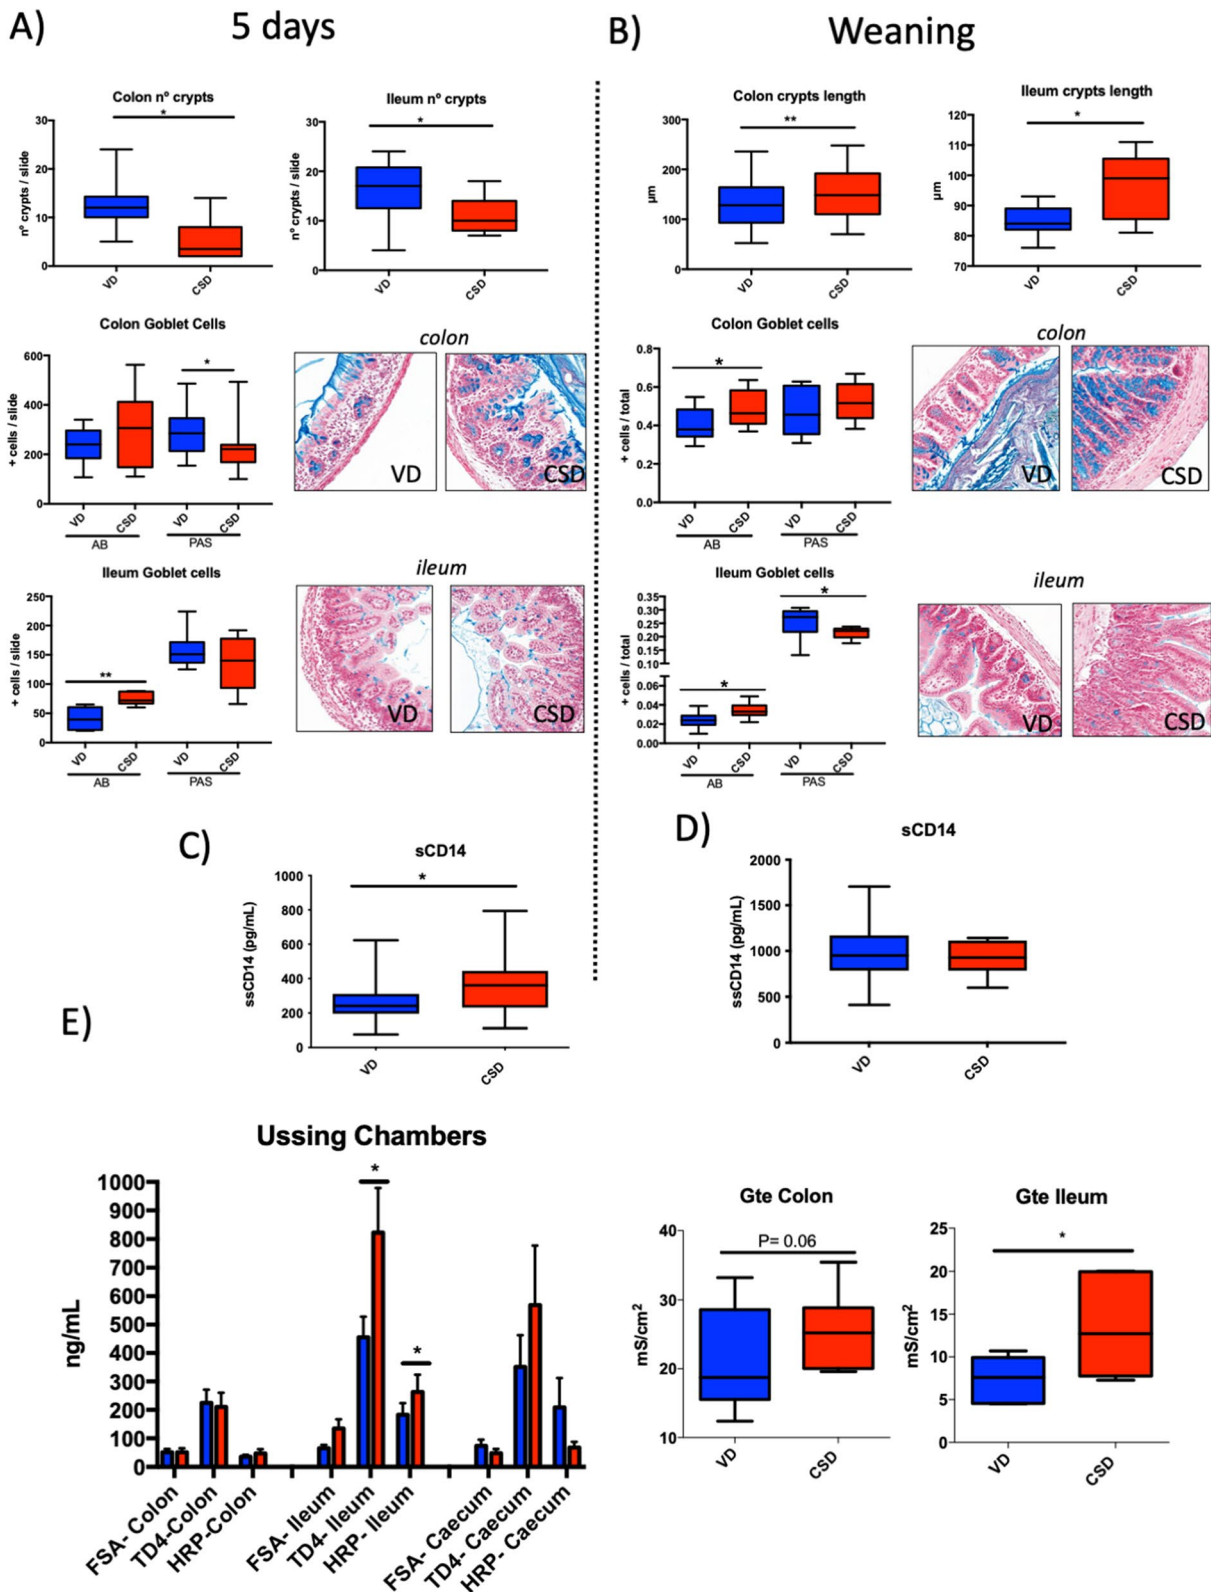 A)
5 days
B)
Weaning
Colon nº crypts
*
nº crypts / slide
30
20
10
0
VD
CSD
Ileum nº crypts
*
nº crypts / slide
30
20
10
0
VD
CSD
Colon crypts length
**
µm
300
200
100
0
VD
CSD
Ileum crypts length
*
µm
120
110
100
90
80
70
VD
CSD
Colon Goblet Cells
*
+ cells / slide
600
400
200
0
VD
CSD
VD
CSD
AB
PAS
colon
VD
CSD
Colon Goblet cells
*
+ cells / total
0.8
0.6
0.4
0.2
0.0
VD
CSD
VD
CSD
AB
PAS
colon
VD
CSD
Ileum Goblet cells
**
+ cells / slide
250
200
150
100
50
0
VD
CSD
VD
CSD
AB
PAS
ileum
VD
CSD
Ileum Goblet cells
*
*
+ cells / total
0.35
0.30
0.25
0.20
0.15
0.10
0.06
0.04
0.02
0.00
VD
CSD
VD
CSD
AB
PAS
ileum
VD
CSD
C)
sCD14
*
ssCD14 (pg/mL)
1000
800
600
400
200
0
VD
CSD
D)
sCD14
ssCD14 (pg/mL)
2000
1500
1000
500
0
VD
CSD
E)
Ussing Chambers
*
*
ng/mL
1000
900
800
700
600
500
400
300
200
100
0
FSA- Colon
TD4-Colon
HRP-Colon
FSA- Ileum
TD4- Ileum
HRP- Ileum
FSA- Caecum
TD4- Caecum
HRP- Caecum
Gte Colon
P= 0.06
mS/cm²
40
30
20
10
VD
CSD
Gte Ileum
*
mS/cm²
25
20
15
10
5
0
VD
CSD